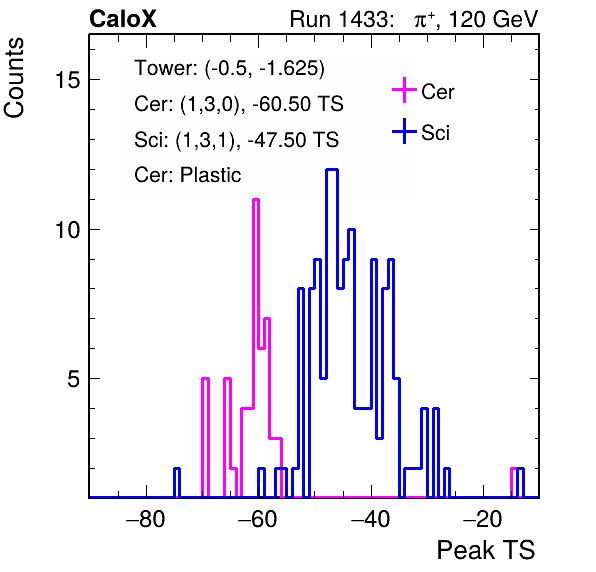 CaloX Run 1433: π⁺, 120 GeV
Counts
Tower: (-0.5, -1.625)
Cer: (1,3,0), -60.50 TS
Sci: (1,3,1), -47.50 TS
Cer: Plastic
Cer
Sci
15
10
5
−80 −60 −40 −20
Peak TS